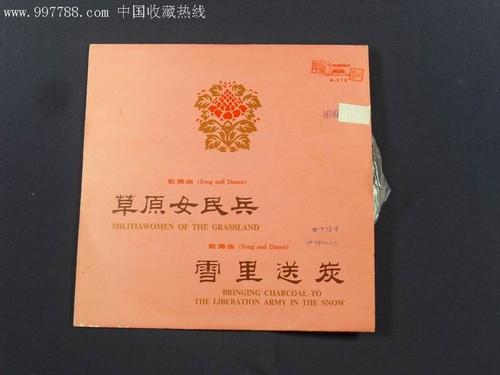 www.997788.com 中国收藏热线
歌舞曲 (Song and Dance)
草原女民兵
MILITIAWOMEN OF THE GRASSLAND
歌舞曲 (Song and Dance)
雪里送炭
BRINGING CHARCOAL TO
THE LIBERATION ARMY IN THE SNOW